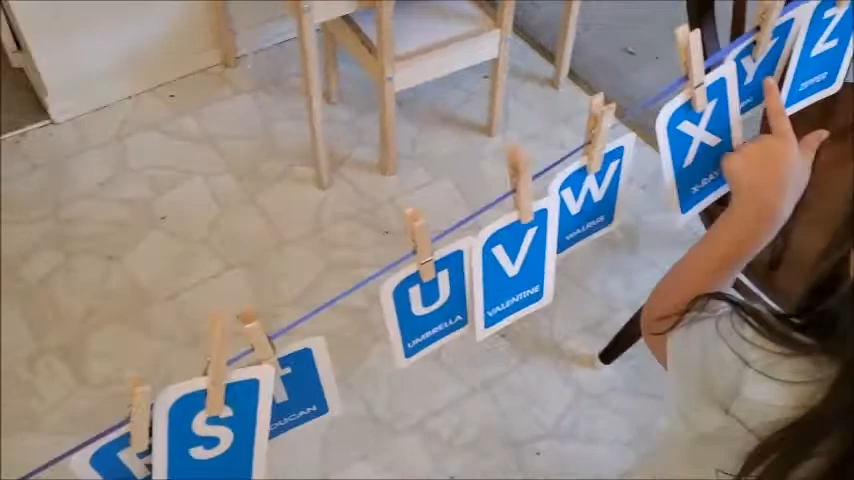 S
T
TOUCAN
U
UMBRELLA
V
VALENTINE
W
WALRUS
X
X-RAY
Y
Z
ZIPPER